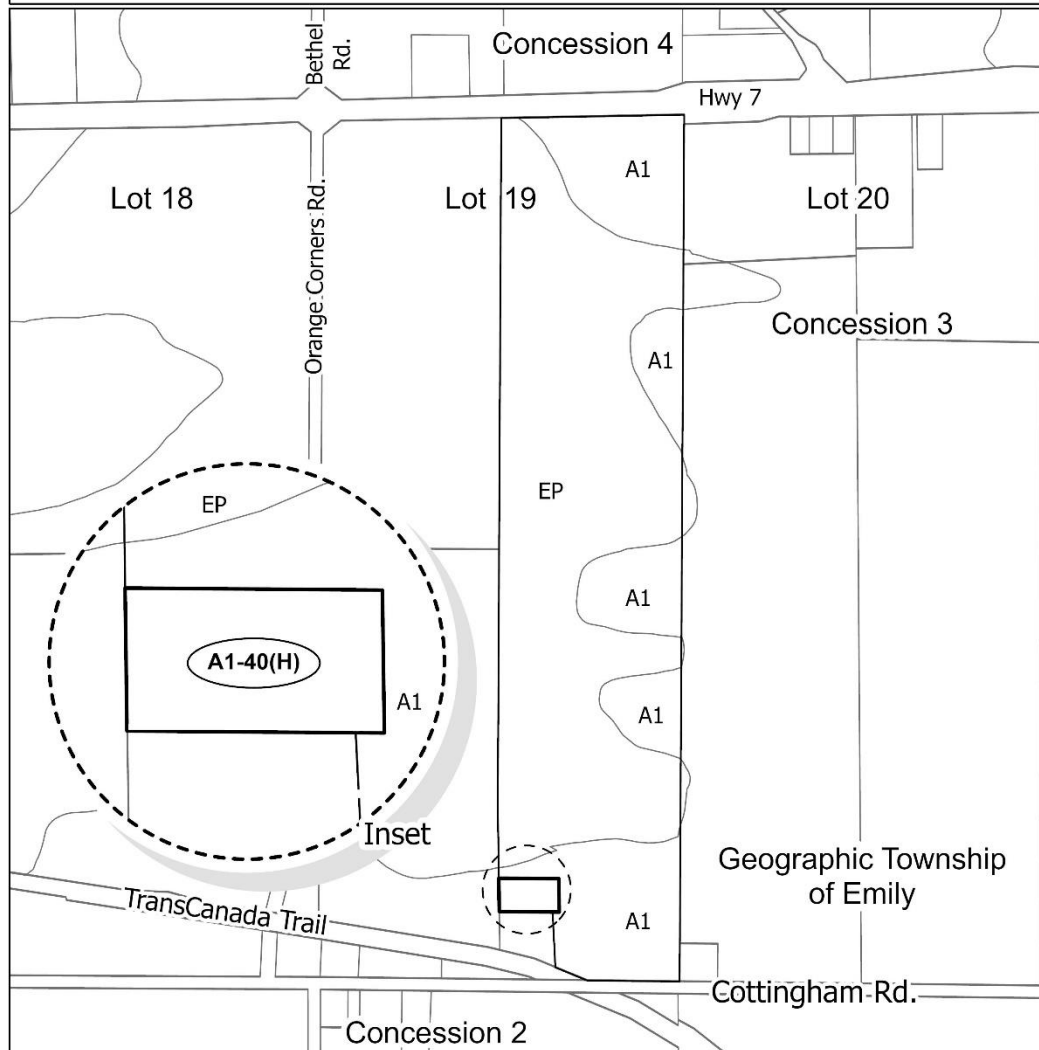 Concession 4
Bethel
Rd.
Hwy 7
A1
Lot 18
Lot 19
Lot 20
Orange Corners Rd.
Concession 3
A1
EP
EP
A1
A1-40(H)
A1
A1
Inset
Geographic Township
of Emily
TransCanada Trail
A1
Cottingham Rd.
Concession 2